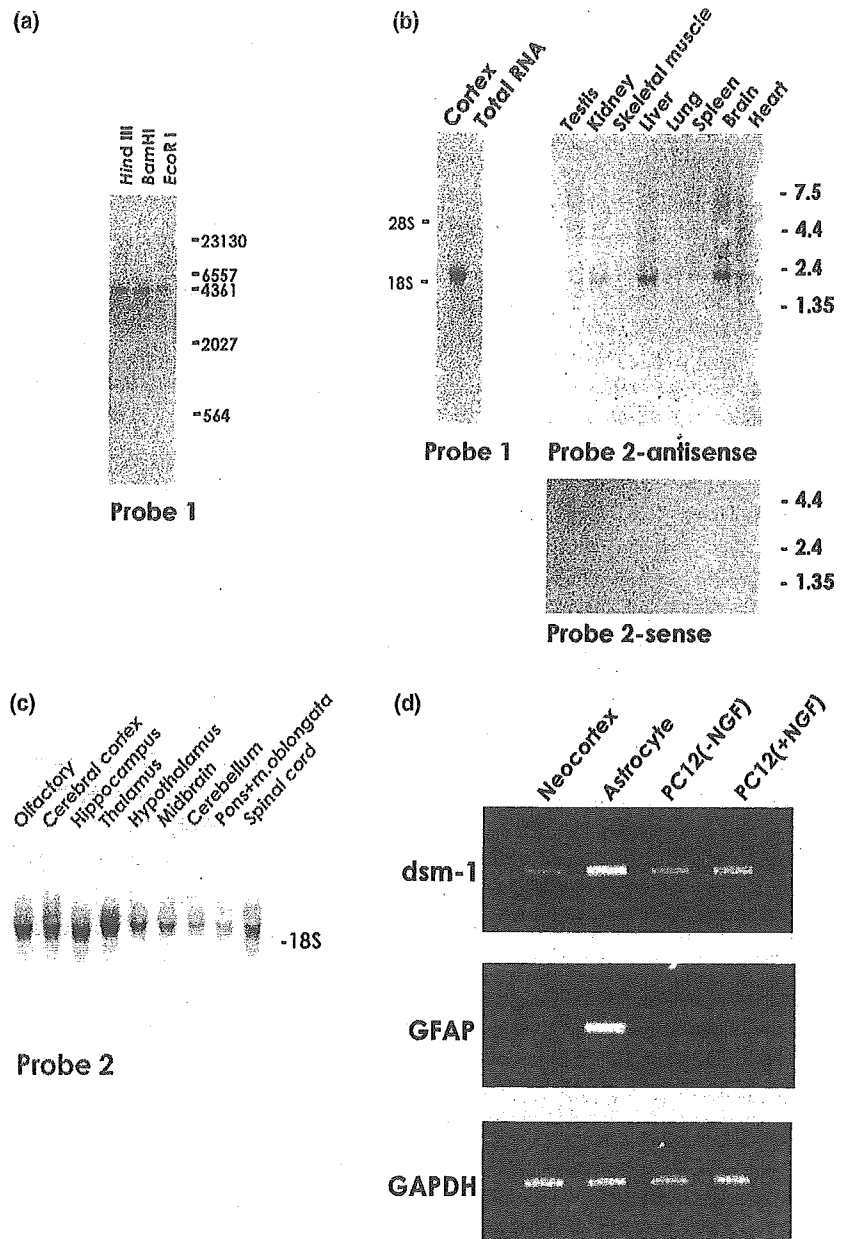 (a)
Hind III
BamHI
EcoR I
-23130
-6557
-4361
-2027
-564
Probe 1
(b)
Cortex
Total RNA
28S -
18S -
Probe 1
Testis
Kidney
Skeletal muscle
Liver
Lung
Spleen
Brain
Heart
- 7.5
- 4.4
- 2.4
- 1.35
Probe 2-antisense
- 4.4
- 2.4
- 1.35
Probe 2-sense
(c)
Olfactory
Cerebral cortex
Hippocampus
Thalamus
Hypothalamus
Midbrain
Cerebellum
Pons+m.oblongata
Spinal cord
-18S
Probe 2
(d)
Neocortex
Astrocyte
PC12(-NGF)
PC12(+NGF)
dsm-1
GFAP
GAPDH